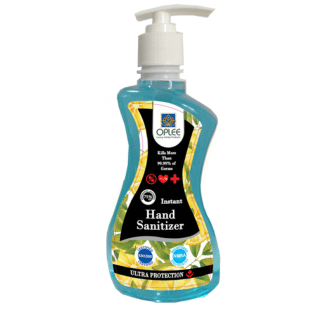 OPLEE
Kills More
Than
99.99% of
Germs
Instant
Hand
Sanitizer
ULTRA PROTECTION